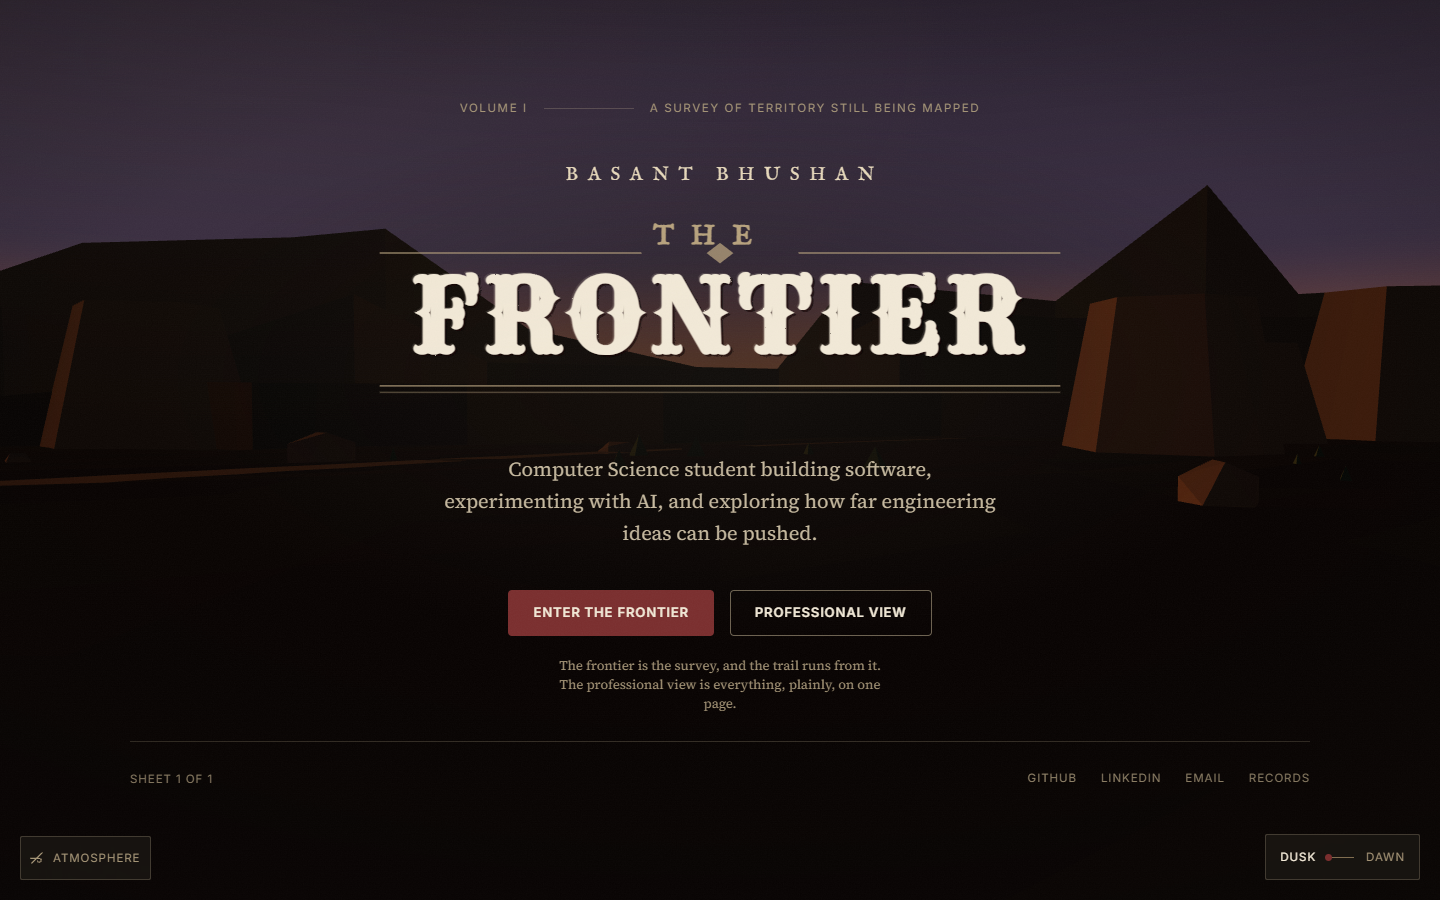 VOLUME I A SURVEY OF TERRITORY STILL BEING MAPPED
BASANT BHUSHAN
THE
FRONTIER
Computer Science student building software,
experimenting with AI, and exploring how far engineering
ideas can be pushed.
ENTER THE FRONTIER PROFESSIONAL VIEW
The frontier is the survey, and the trail runs from it.
The professional view is everything, plainly, on one
page.
SHEET 1 OF 1 GITHUB LINKEDIN EMAIL RECORDS
ATMOSPHERE DUSK DAWN